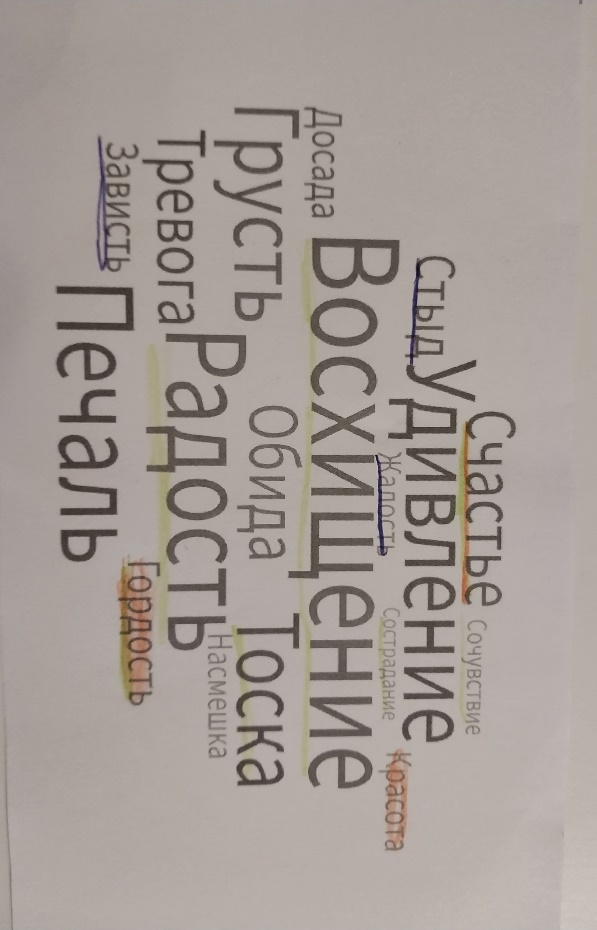 Счастье Сочувствие
Стыд Удивление
Жалость Сострадание Красота
Досада Восхищение
Грусть Обида Тоска
Насмешка
Тревога Радость
Зависть Гордость
Печаль